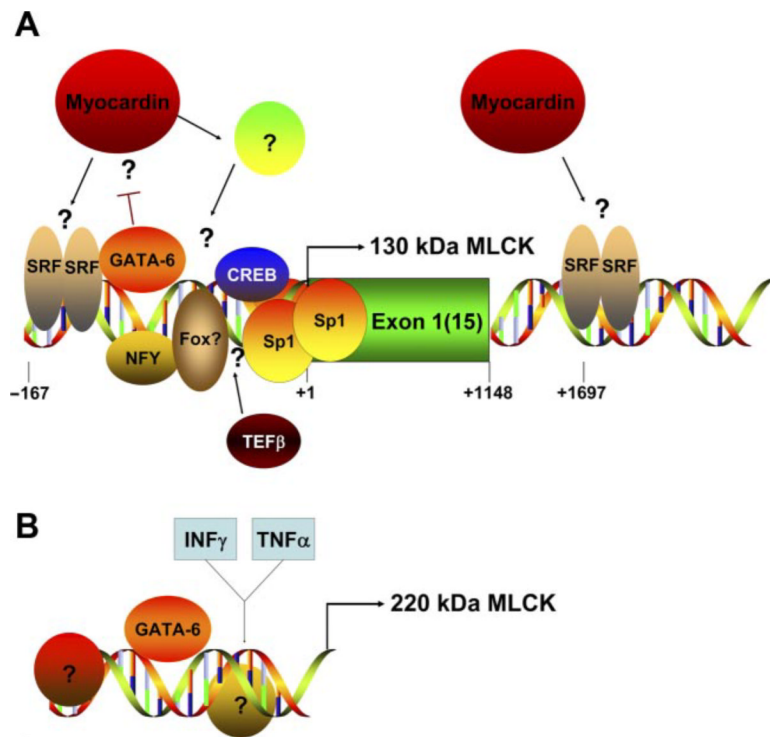 A
Myocardin
Myocardin
?
?
?
?
?
SRF
SRF
GATA-6
CREB
130 kDa MLCK
SRF
SRF
NFY
Fox?
?
Sp1
Sp1
Exon 1(15)
–167
+1
+1148
+1697
TEFβ
B
INFγ
TNFα
220 kDa MLCK
GATA-6
?
?